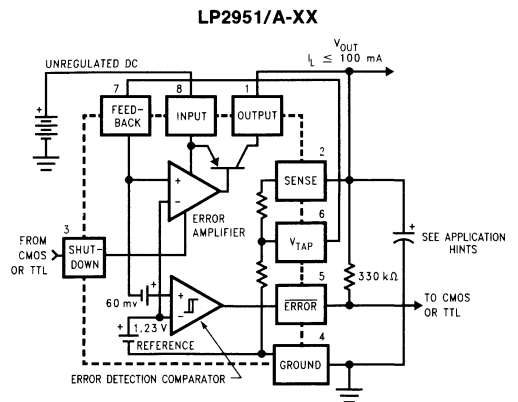 LP2951/A-XX
V_OUT
I_L ≤ 100 mA
UNREGULATED DC
7
8
1
FEED-
BACK
INPUT
OUTPUT
+
2
SENSE
+
−
ERROR
AMPLIFIER
6
V_TAP
+
SEE APPLICATION
HINTS
3
FROM
CMOS
OR TTL
SHUT-
DOWN
5
330 kΩ
60 mv
+
+
−
ERROR
TO CMOS
OR TTL
+
1.23 V
REFERENCE
4
GROUND
ERROR DETECTION COMPARATOR